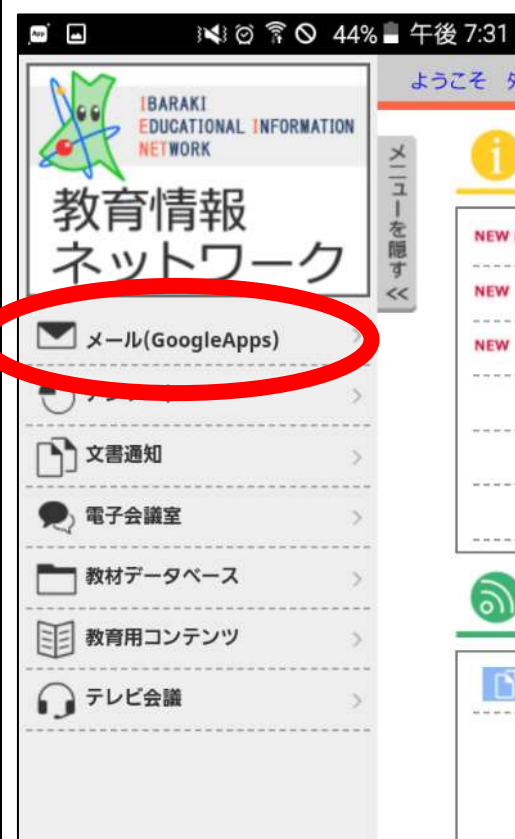 44% 午後 7:31
IBARAKI
EDUCATIONAL INFORMATION
NETWORK
教育情報
ネットワーク
ようこそ
メニューを隠す <<
メール(GoogleApps)
文書通知
電子会議室
教材データベース
教育用コンテンツ
テレビ会議
NEW
NEW
NEW